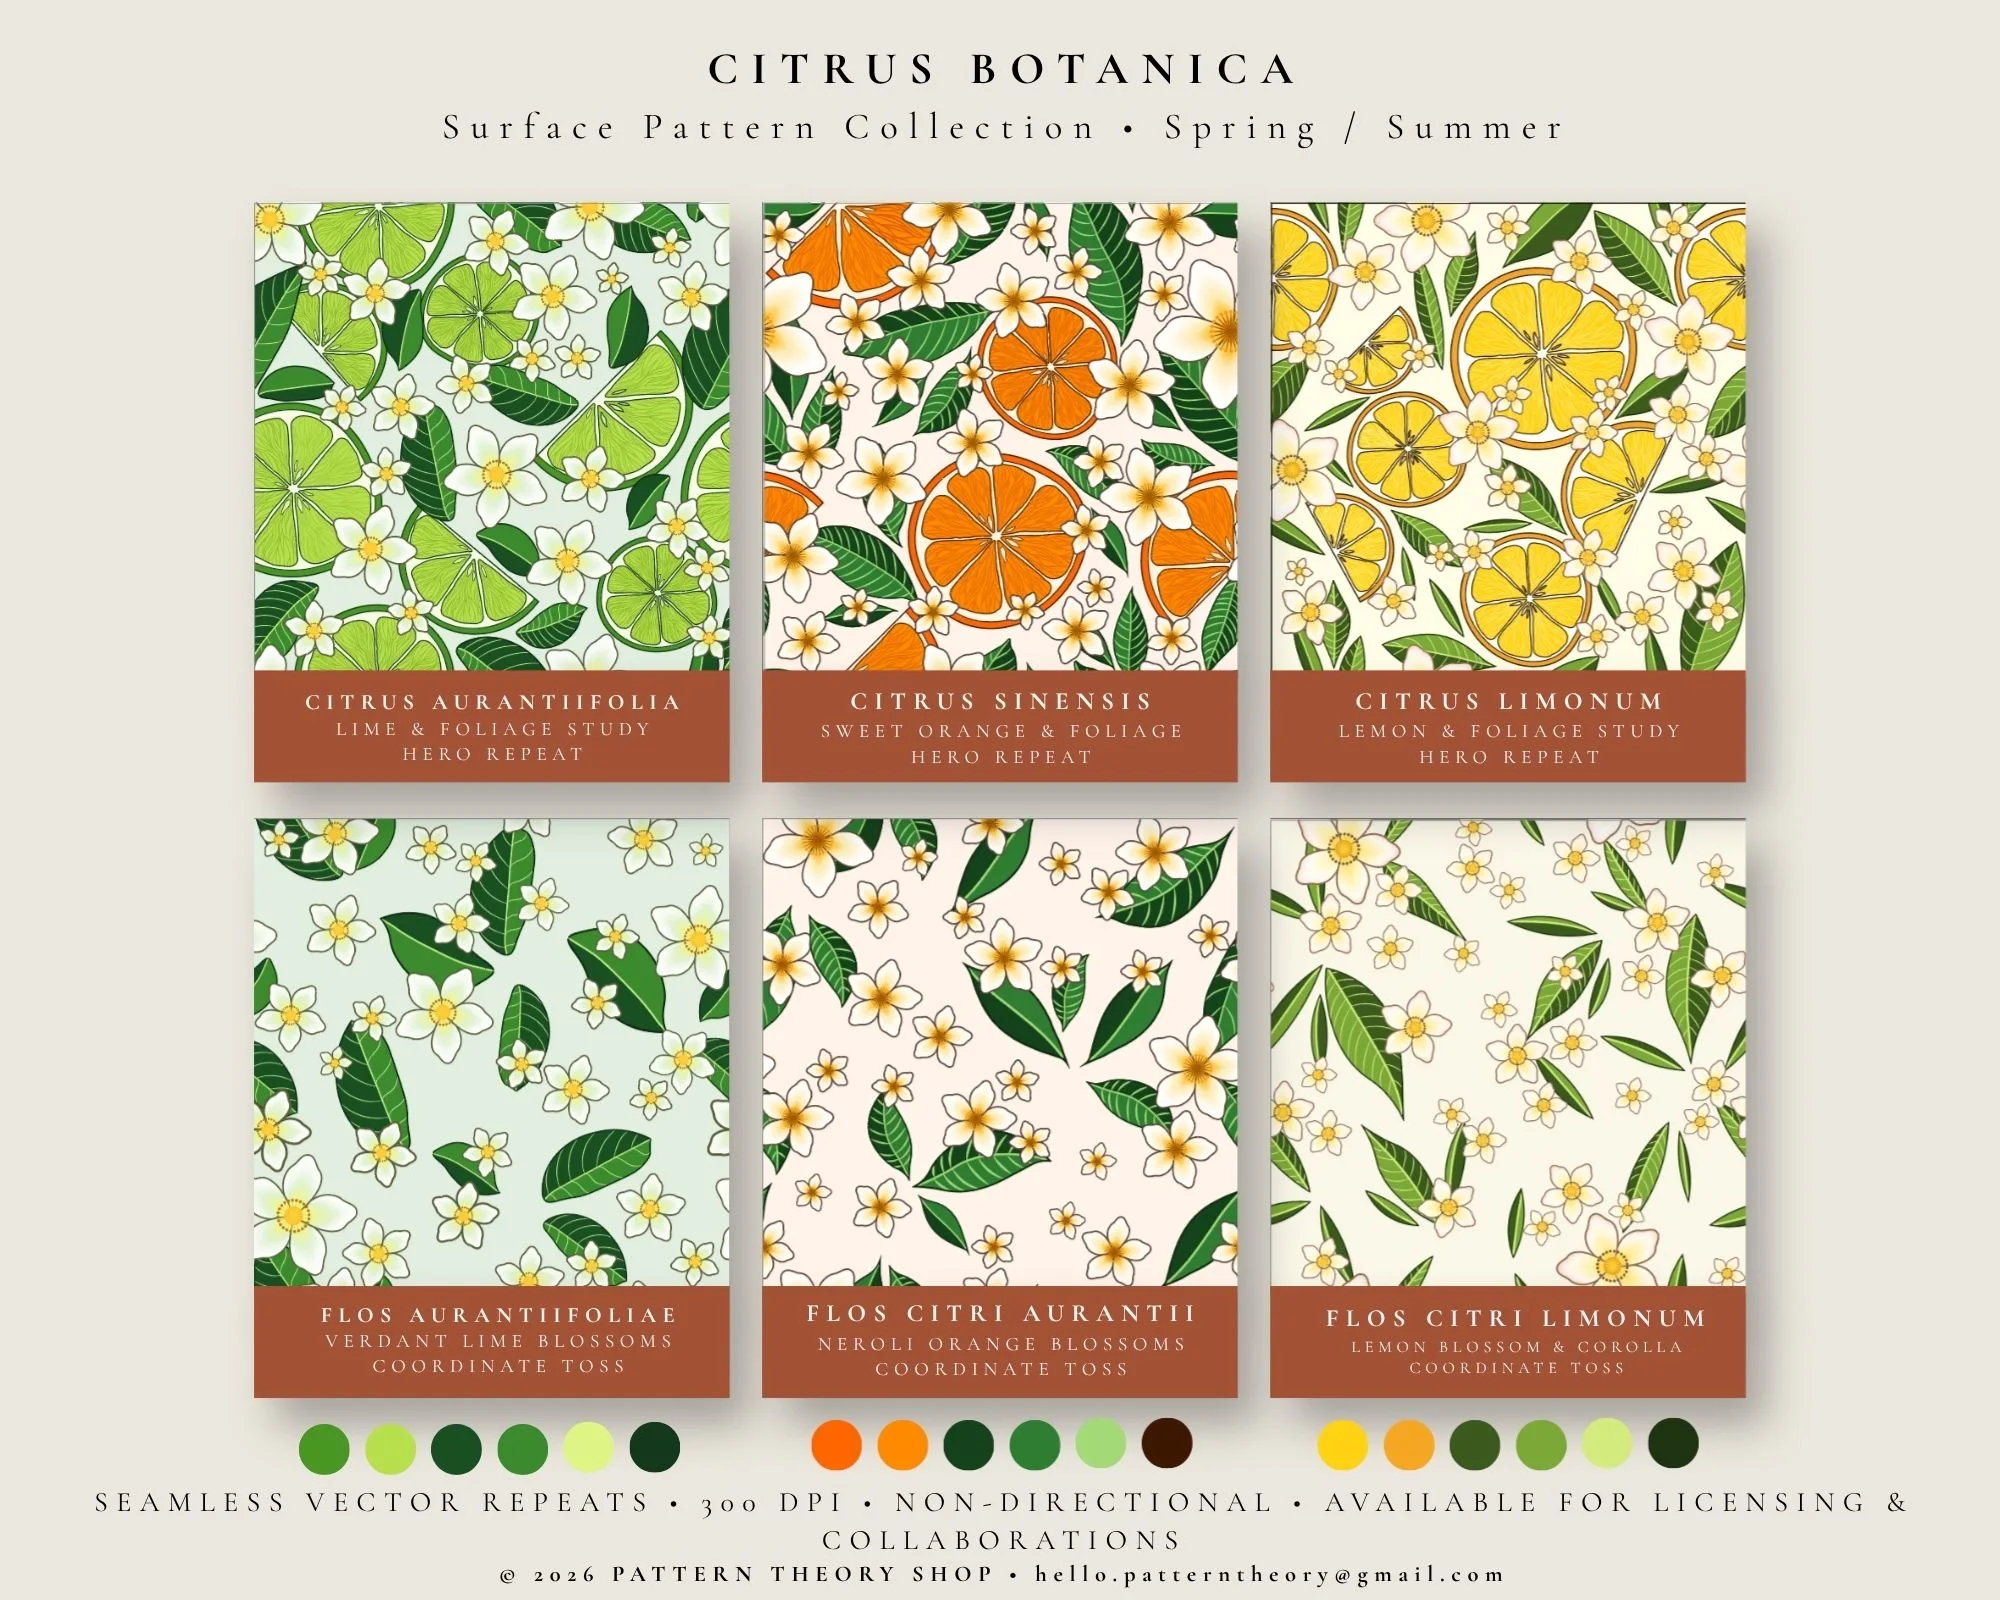 CITRUS BOTANICA
Surface Pattern Collection • Spring / Summer
CITRUS AURANTIIFOLIA
LIME & FOLIAGE STUDY
HERO REPEAT
CITRUS SINENSIS
SWEET ORANGE & FOLIAGE
HERO REPEAT
CITRUS LIMONUM
LEMON & FOLIAGE STUDY
HERO REPEAT
FLOS AURANTIIFOLIAE
VERDANT LIME BLOSSOMS
COORDINATE TOSS
FLOS CITRI AURANTII
NEROLI ORANGE BLOSSOMS
COORDINATE TOSS
FLOS CITRI LIMONUM
LEMON BLOSSOM & COROLLA
COORDINATE TOSS
SEAMLESS VECTOR REPEATS • 300 DPI • NON-DIRECTIONAL • AVAILABLE FOR LICENSING &
COLLABORATIONS
© 2026 PATTERN THEORY SHOP • hello.patterntheory@gmail.com